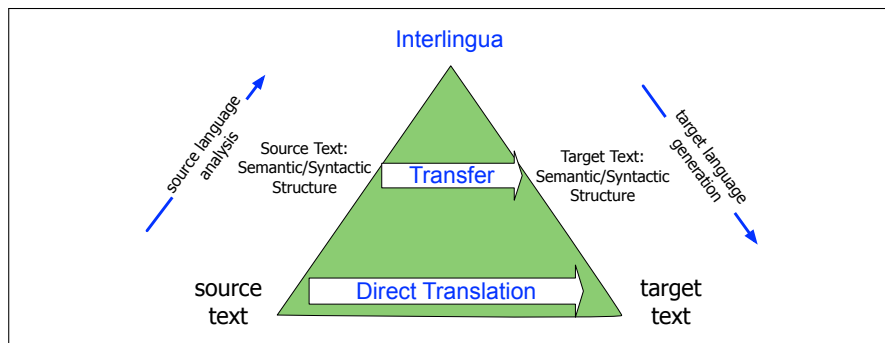 Interlingua
source language
analysis
Source Text:
Semantic/Syntactic
Structure
Transfer
Target Text:
Semantic/Syntactic
Structure
target language
generation
source
text
Direct Translation
target
text